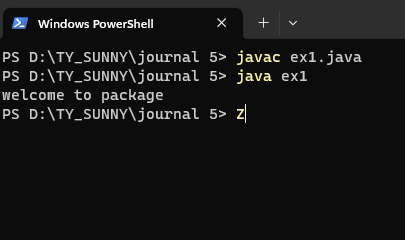 Windows PowerShell
PS D:\TY_SUNNY\journal 5> javac ex1.java
PS D:\TY_SUNNY\journal 5> java ex1
welcome to package
PS D:\TY_SUNNY\journal 5> Z